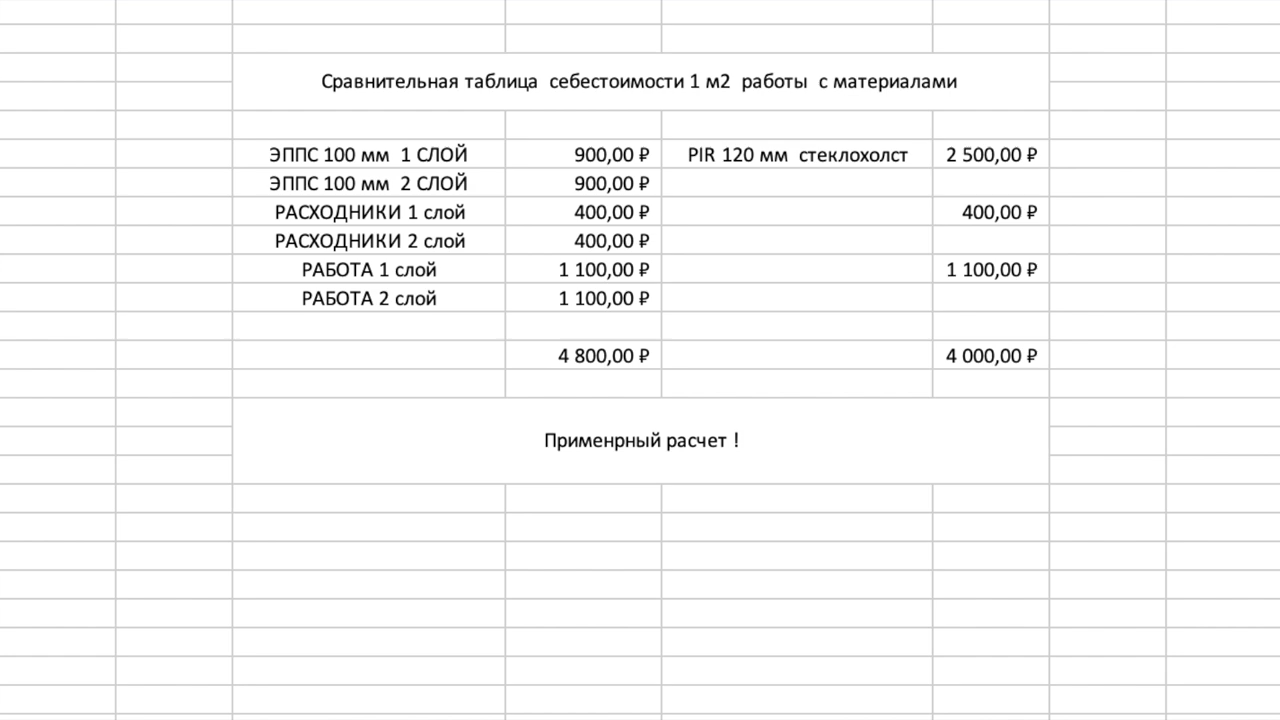 Сравнительная таблица  себестоимости 1 м2  работы  с материалами
ЭППС 100 мм  1 СЛОЙ 900,00 ₽ PIR 120 мм  стеклохолст 2 500,00 ₽
ЭППС 100 мм  2 СЛОЙ 900,00 ₽
РАСХОДНИКИ 1 слой 400,00 ₽ 400,00 ₽
РАСХОДНИКИ 2 слой 400,00 ₽
РАБОТА 1 слой 1 100,00 ₽ 1 100,00 ₽
РАБОТА 2 слой 1 100,00 ₽
4 800,00 ₽ 4 000,00 ₽
Применрный расчет !